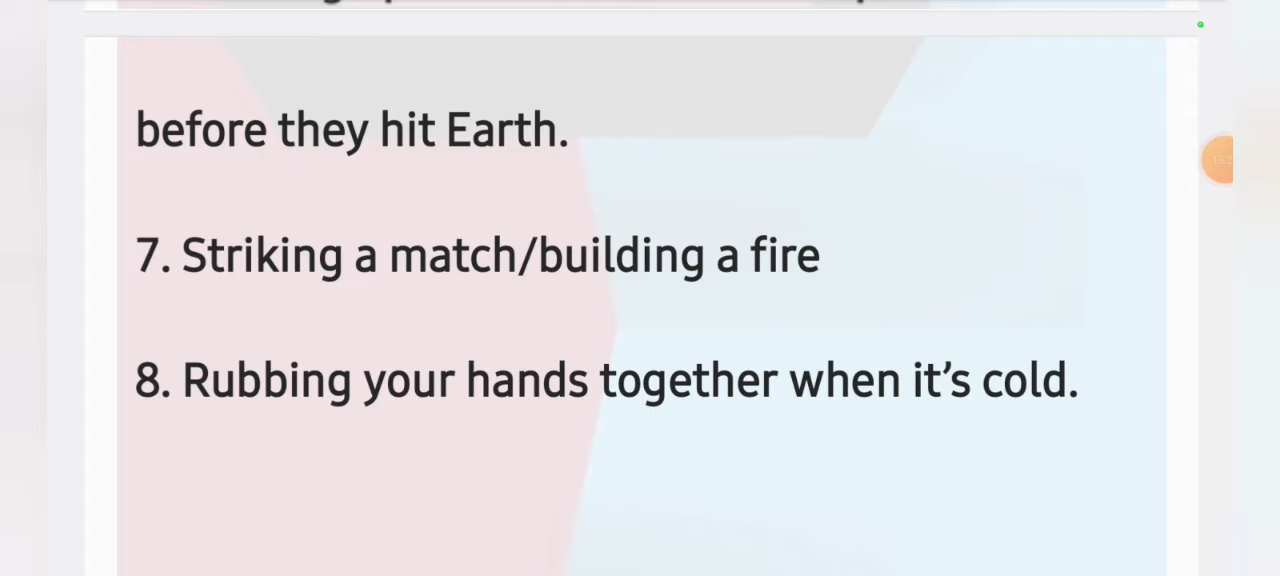 before they hit Earth.
7. Striking a match/building a fire
8. Rubbing your hands together when it’s cold.